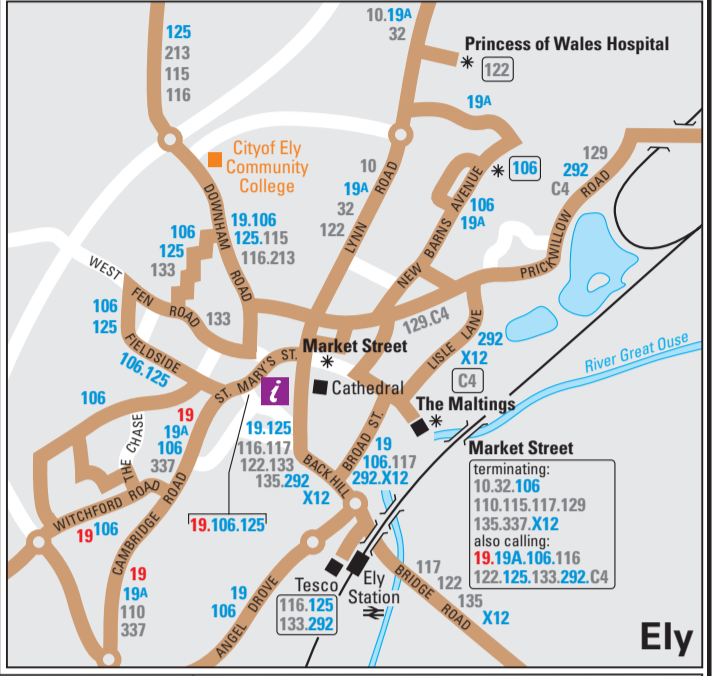 125
213
115
116
10.19A
32
Princess of Wales Hospital
122
19A
Cityof Ely
Community
College
106
129
292
C4
10
19A
32
122
LYNN ROAD
NEW BARNS AVENUE
106
19A
PRICKWILLOW ROAD
DOWNHAM ROAD
19.106
125.115
116.213
106
125
133
WEST FEN ROAD
133
106
125
FIELDSIDE
106.125
129.C4
LISLE LANE
292
X12
C4
River Great Ouse
ST. MARY'S ST.
Market Street
i
Cathedral
The Maltings
106
THE CHASE
19
19A
106
337
19.125
116.117
122.133
135.292
X12
BACK HILL
BROAD ST.
19
106.117
292.X12
19.106.125
WITCHFORD ROAD
19 106
CAMBRIDGE ROAD
19
19A
110
337
Market Street
terminating:
10.32.106
110.115.117.129
135.337.X12
also calling:
19.19A.106.116
122.125.133.292.C4
19
106
ANGEL DROVE
Tesco
116.125
133.292
Ely
Station
BRIDGE ROAD
117
122
135
X12
Ely